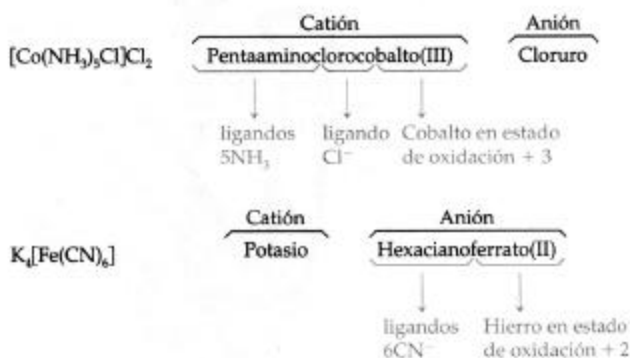 Catión Anión
[Co(NH₃)₅Cl]Cl₂ Pentaaminoclorocobalto(III) Cloruro
ligandos ligando Cobalto en estado
5NH₃ Cl⁻ de oxidación + 3
Catión Anión
K₄[Fe(CN)₆] Potasio Hexacianoferrato(II)
ligandos Hierro en estado
6CN⁻ de oxidación + 2